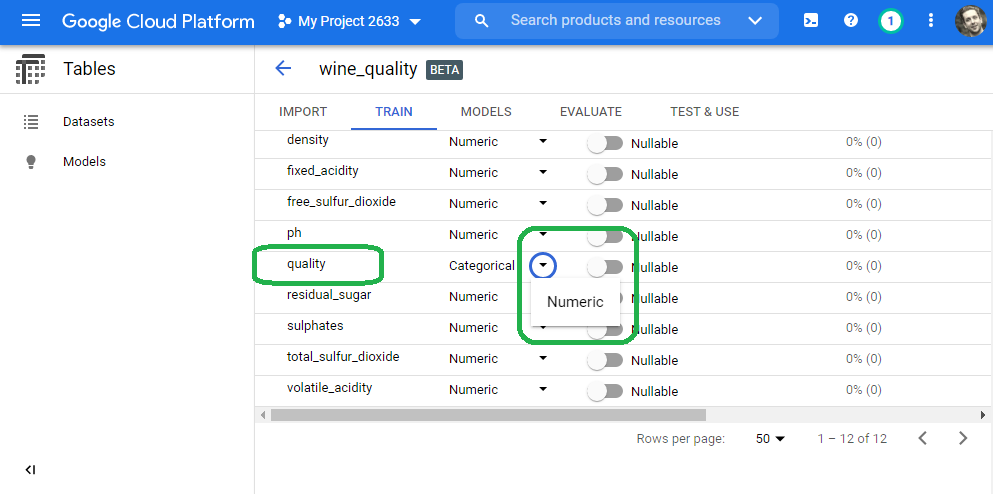 Google Cloud Platform My Project 2633 Search products and resources 1
Tables wine_quality BETA
IMPORT TRAIN MODELS EVALUATE TEST & USE
Datasets
Models
density Numeric Nullable 0% (0)
fixed_acidity Numeric Nullable 0% (0)
free_sulfur_dioxide Numeric Nullable 0% (0)
ph Numeric Nullable 0% (0)
quality Categorical Nullable 0% (0)
residual_sugar Numeric Numeric Nullable 0% (0)
sulphates Numeric Nullable 0% (0)
total_sulfur_dioxide Numeric Nullable 0% (0)
volatile_acidity Numeric Nullable 0% (0)
Rows per page: 50 1 – 12 of 12